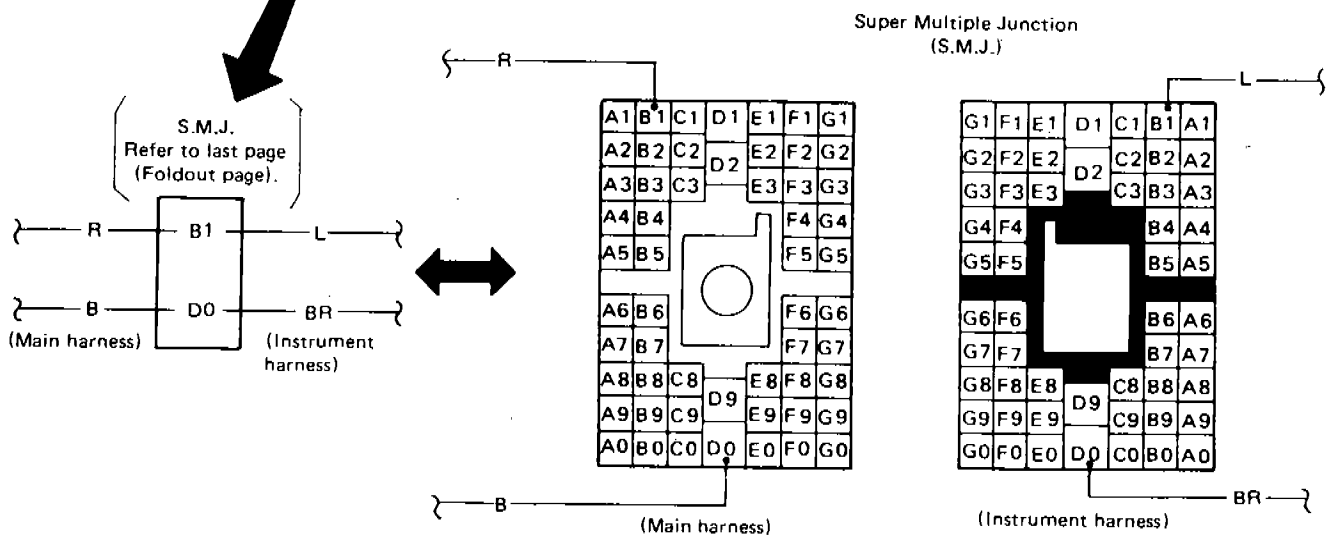 Super Multiple Junction
(S.M.J.)
S.M.J.
Refer to last page
(Foldout page).
R B1 L
B D0 BR
(Main harness)
(Instrument
harness)
R
A1 B1 C1 D1 E1 F1 G1
A2 B2 C2 D2 E2 F2 G2
A3 B3 C3 E3 F3 G3
A4 B4 F4 G4
A5 B5 F5 G5
A6 B6 F6 G6
A7 B7 F7 G7
A8 B8 C8 D9 E8 F8 G8
A9 B9 C9 E9 F9 G9
A0 B0 C0 D0 E0 F0 G0
B
(Main harness)
L
G1 F1 E1 D1 C1 B1 A1
G2 F2 E2 D2 C2 B2 A2
G3 F3 E3 C3 B3 A3
G4 F4 B4 A4
G5 F5 B5 A5
G6 F6 B6 A6
G7 F7 B7 A7
G8 F8 E8 D9 C8 B8 A8
G9 F9 E9 C9 B9 A9
G0 F0 E0 D0 C0 B0 A0
BR
(Instrument harness)